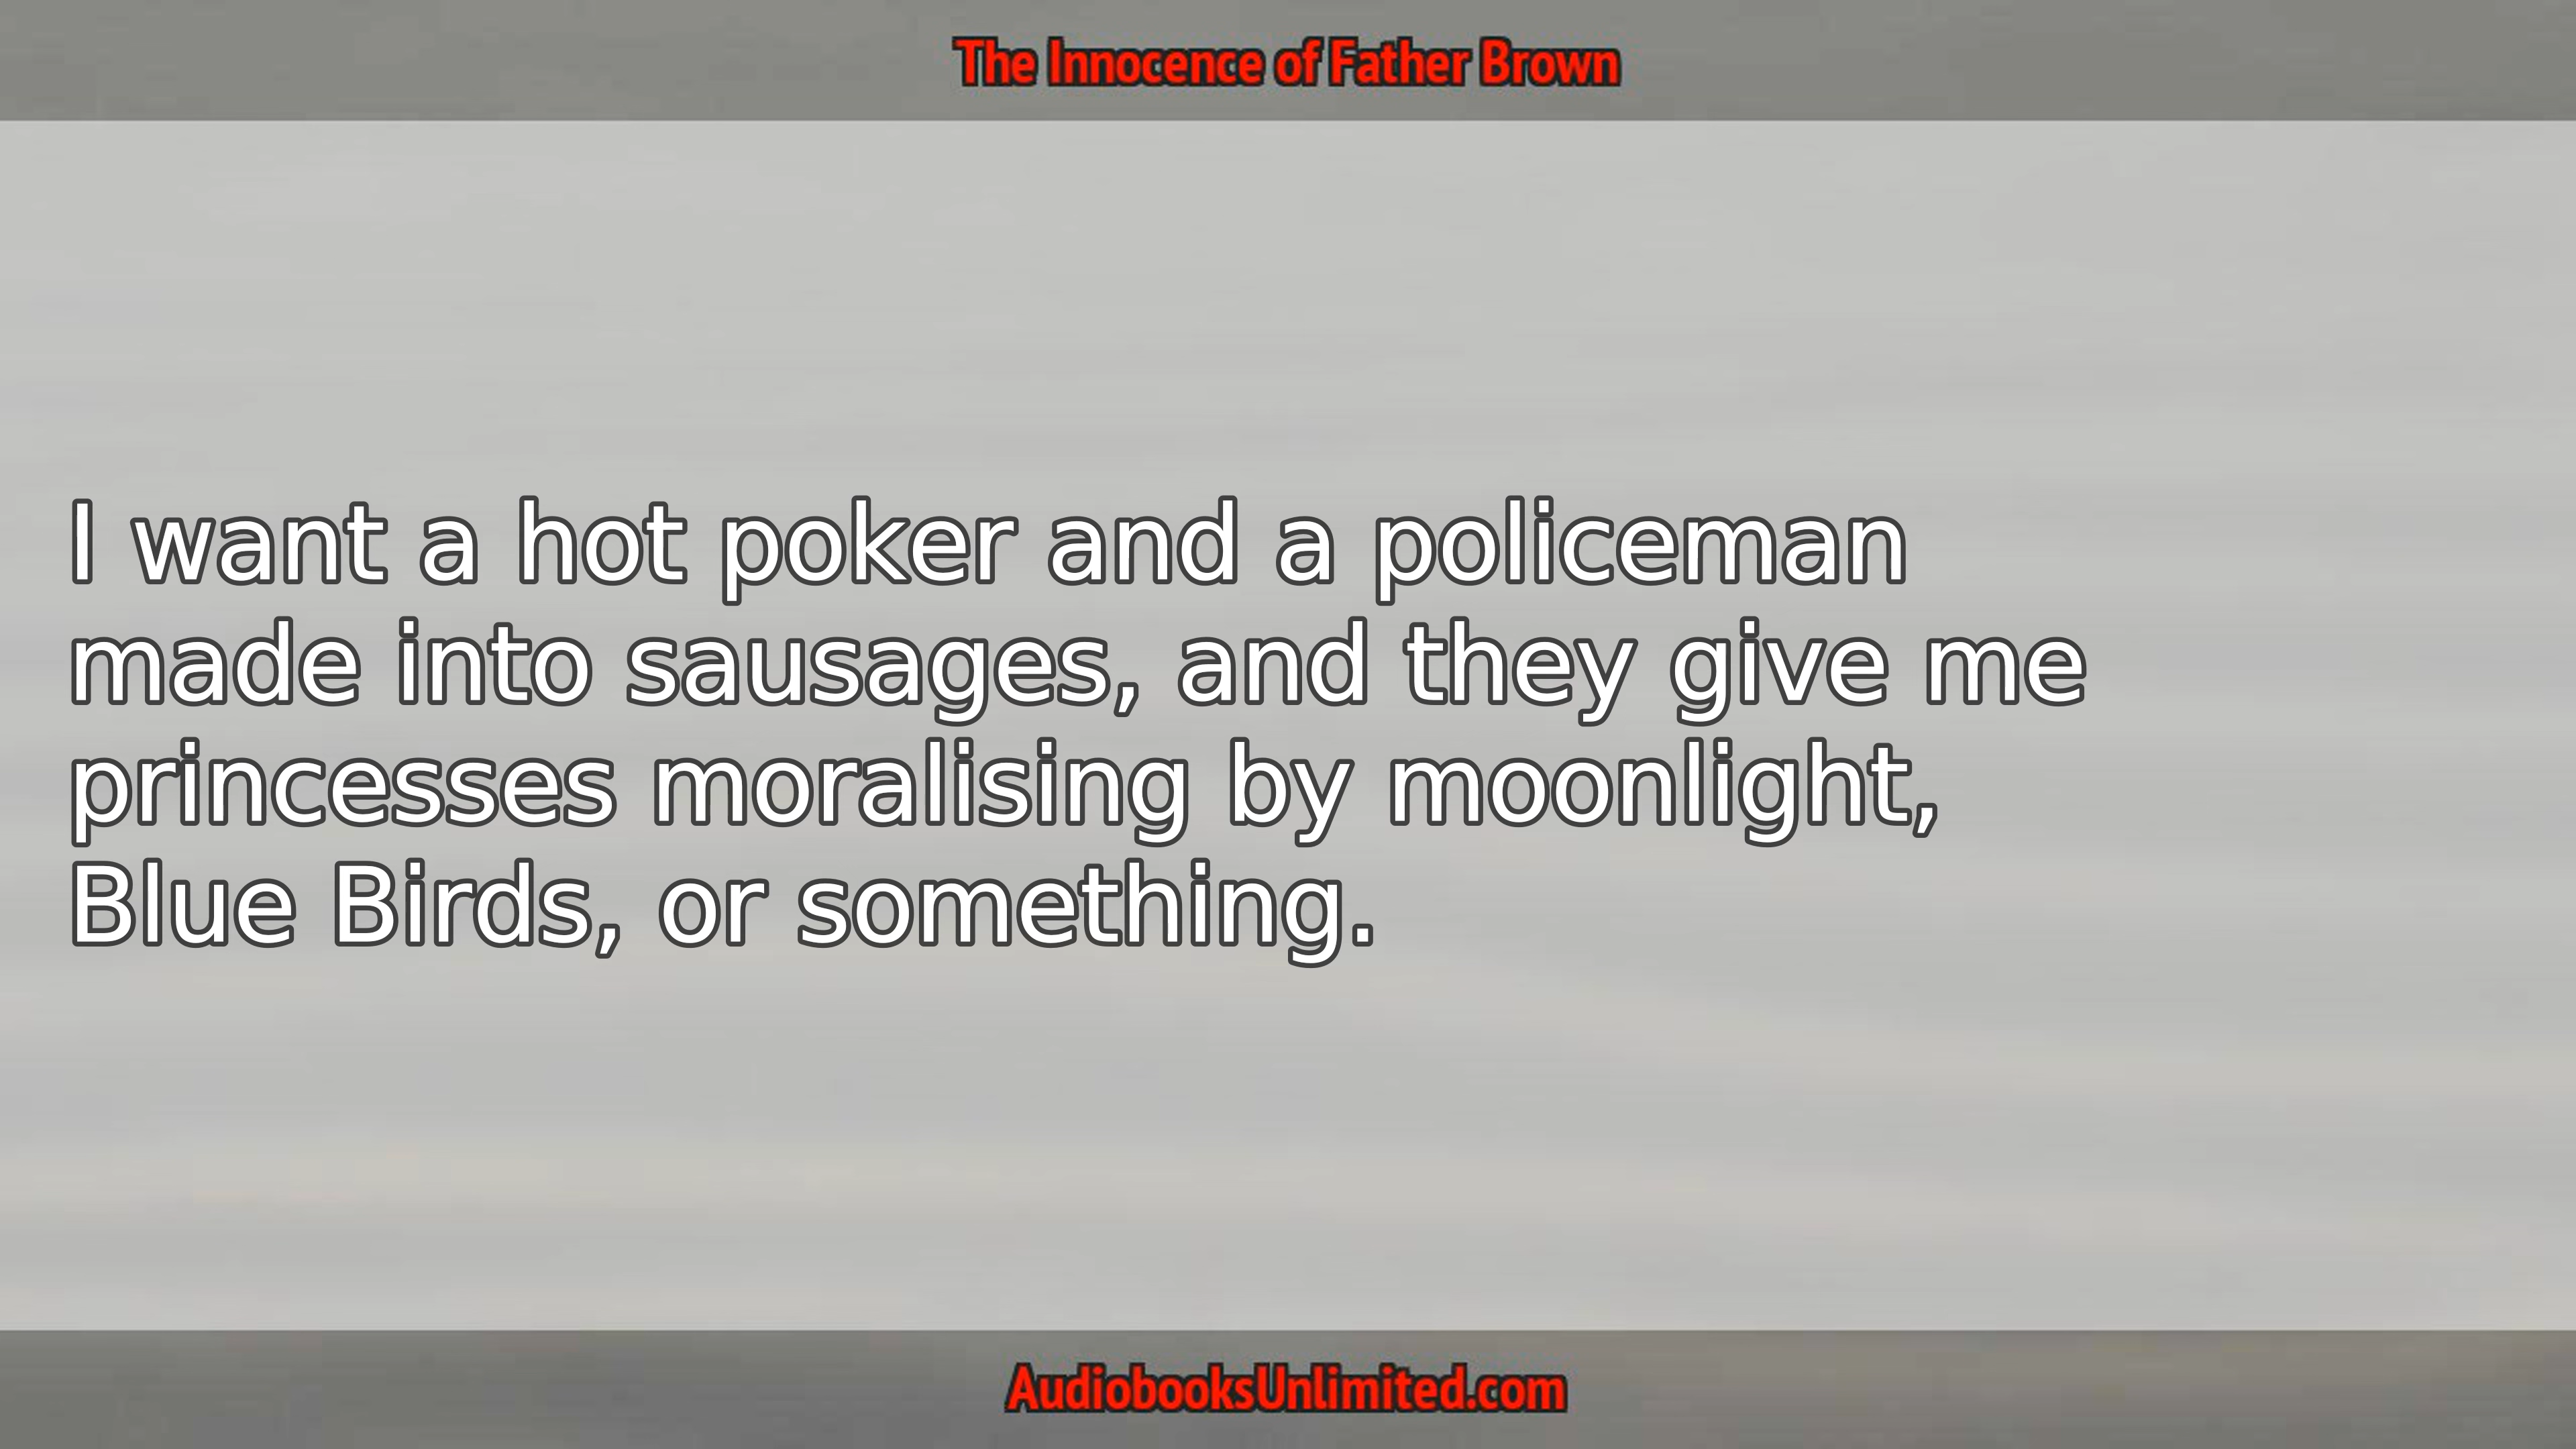 The Innocence of Father Brown
I want a hot poker and a policeman
made into sausages, and they give me
princesses moralising by moonlight,
Blue Birds, or something.
AudiobooksUnlimited.com